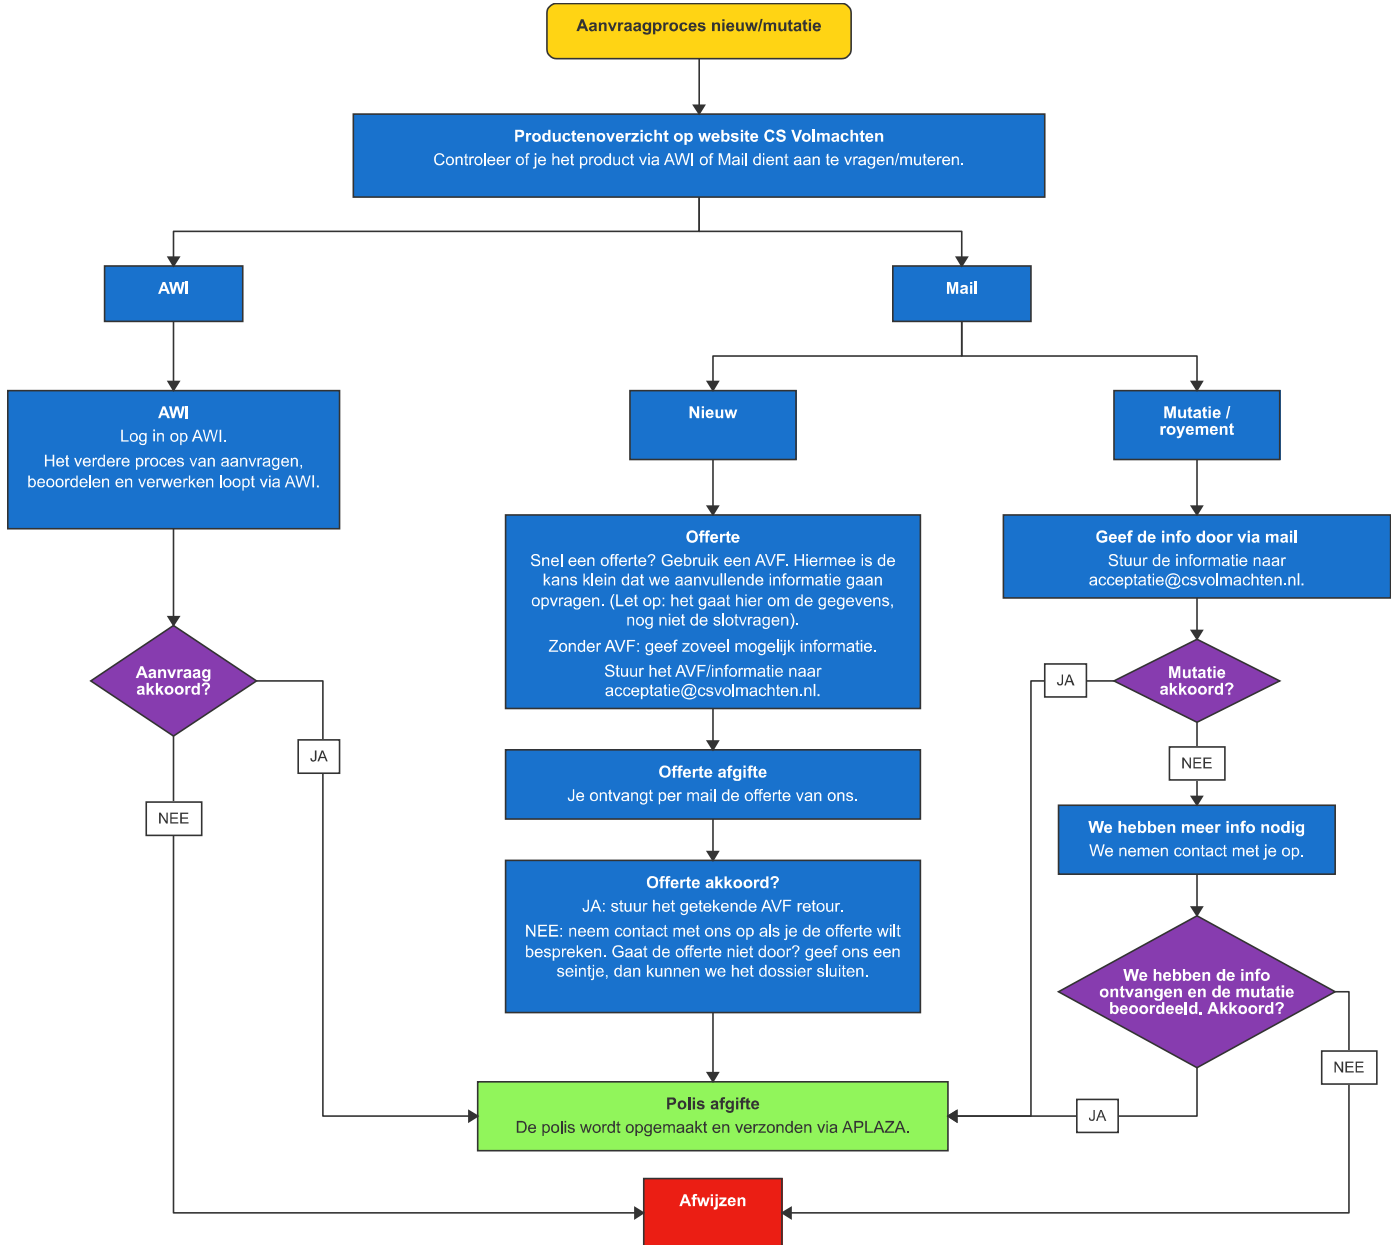 Aanvraagproces nieuw/mutatie
Productenoverzicht op website CS Volmachten
Controleer of je het product via AWI of Mail dient aan te vragen/muteren.
AWI
Mail
AWI
Log in op AWI.
Het verdere proces van aanvragen,
beoordelen en verwerken loopt via AWI.
Nieuw
Mutatie /
royement
Offerte
Snel een offerte? Gebruik een AVF. Hiermee is de
kans klein dat we aanvullende informatie gaan
opvragen. (Let op: het gaat hier om de gegevens,
nog niet de slotvragen).
Zonder AVF: geef zoveel mogelijk informatie.
Stuur het AVF/informatie naar
acceptatie@csvolmachten.nl.
Geef de info door via mail
Stuur de informatie naar
acceptatie@csvolmachten.nl.
Aanvraag
akkoord?
JA
NEE
Mutatie
akkoord?
JA
NEE
Offerte afgifte
Je ontvangt per mail de offerte van ons.
We hebben meer info nodig
We nemen contact met je op.
Offerte akkoord?
JA: stuur het getekende AVF retour.
NEE: neem contact met ons op als je de offerte wilt
bespreken. Gaat de offerte niet door? geef ons een
seintje, dan kunnen we het dossier sluiten.
We hebben de info
ontvangen en de mutatie
beoordeeld. Akkoord?
NEE
JA
Polis afgifte
De polis wordt opgemaakt en verzonden via APLAZA.
Afwijzen